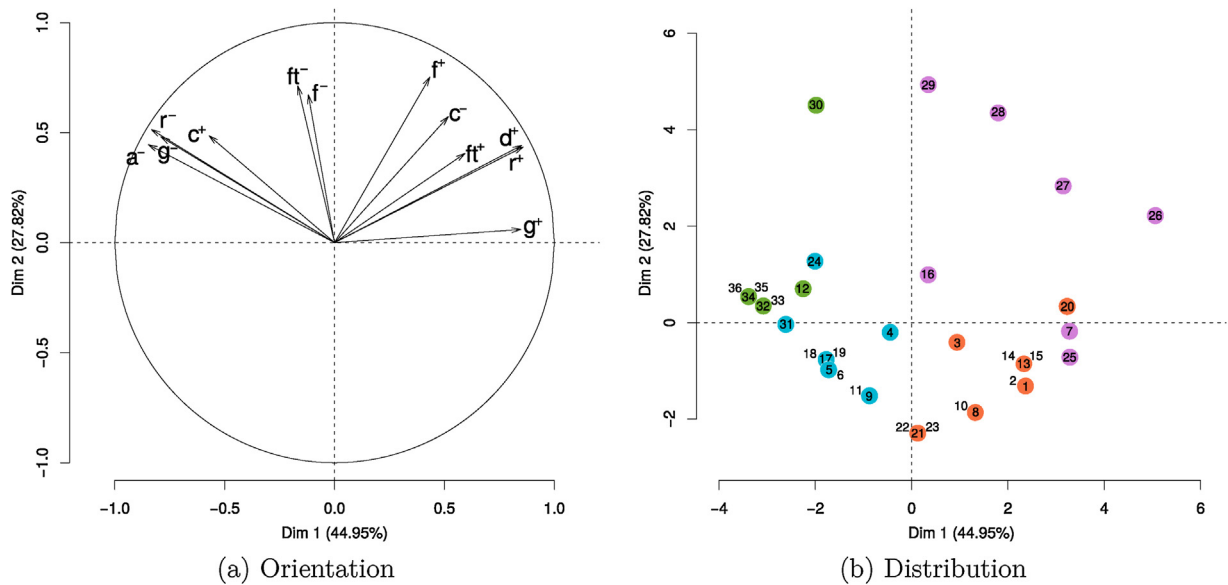 1.0
0.5
0.0
−0.5
−1.0
Dim 2 (27.82%)
ft−
f−
f+
r−
c+
c−
a−
g−
d+
ft+
r+
g+
−1.0 −0.5 0.0 0.5 1.0
Dim 1 (44.95%)
(a) Orientation
6
4
2
0
−2
Dim 2 (27.82%)
29
30
28
27
26
24
16
12
36 35
34
33
32
20
31
4
7
3
18 19
17
14 15
13
25
5
6
2
1
11
9
10
8
22 23
21
−4 −2 0 2 4 6
Dim 1 (44.95%)
(b) Distribution